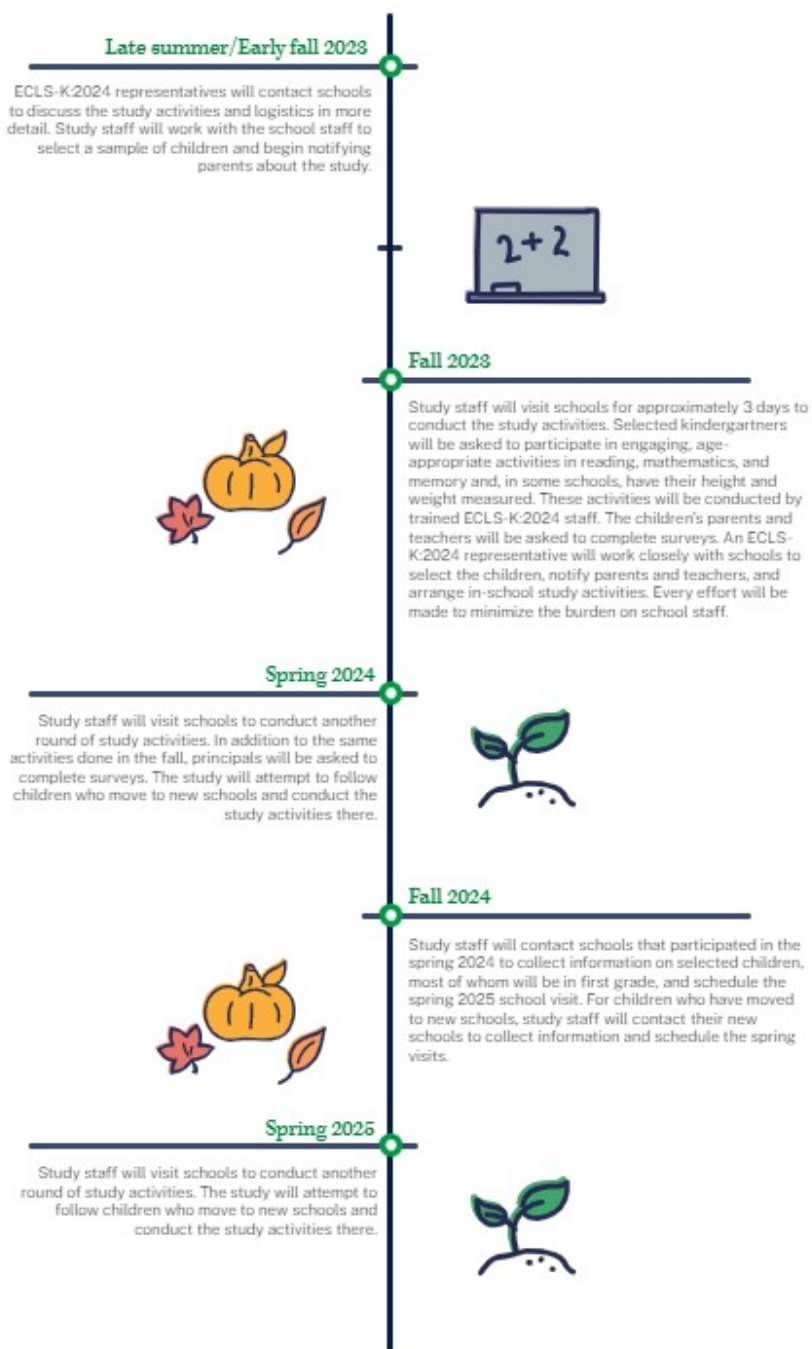 Late summer/Early fall 2023
ECLS-K:2024 representatives will contact schools
to discuss the study activities and logistics in more
detail. Study staff will work with the school staff to
select a sample of children and begin notifying
parents about the study.
2+2
Fall 2023
Study staff will visit schools for approximately 3 days to
conduct the study activities. Selected kindergartners
will be asked to participate in engaging, age-
appropriate activities in reading, mathematics, and
memory and, in some schools, have their height and
weight measured. These activities will be conducted by
trained ECLS-K:2024 staff. The children's parents and
teachers will be asked to complete surveys. An ECLS-
K:2024 representative will work closely with schools to
select the children, notify parents and teachers, and
arrange in-school study activities. Every effort will be
made to minimize the burden on school staff.
Spring 2024
Study staff will visit schools to conduct another
round of study activities. In addition to the same
activities done in the fall, principals will be asked to
complete surveys. The study will attempt to follow
children who move to new schools and conduct the
study activities there.
Fall 2024
Study staff will contact schools that participated in the
spring 2024 to collect information on selected children,
most of whom will be in first grade, and schedule the
spring 2025 school visit. For children who have moved
to new schools, study staff will contact their new
schools to collect information and schedule the spring
visits.
Spring 2025
Study staff will visit schools to conduct another
round of study activities. The study will attempt to
follow children who move to new schools and
conduct the study activities there.